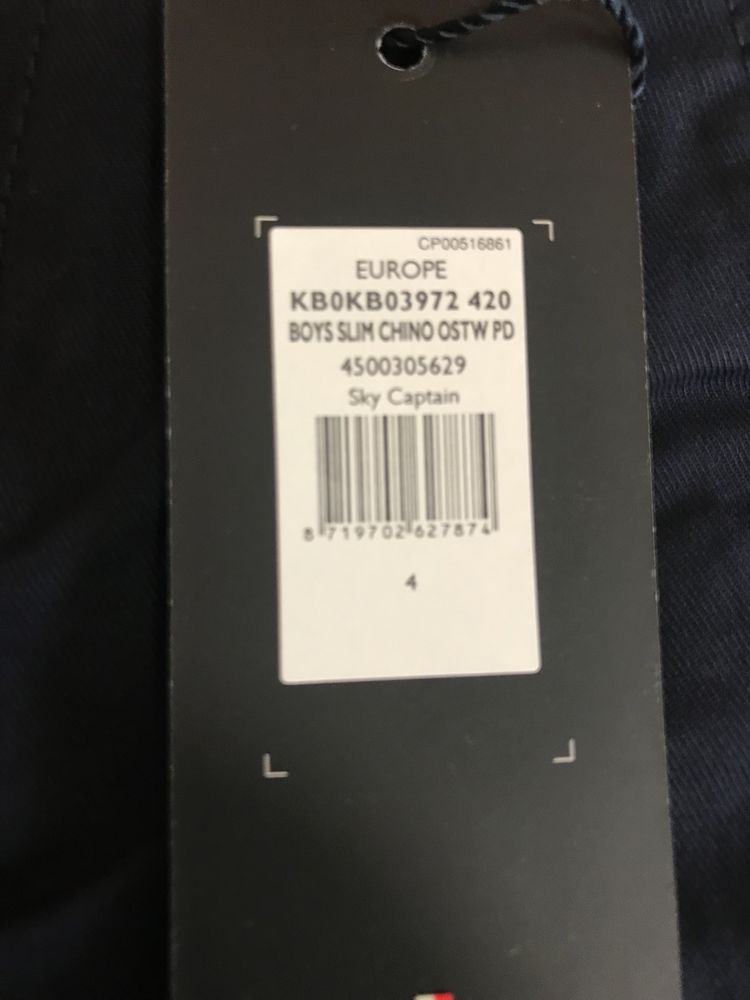 CP00516861
EUROPE
KB0KB03972 420
BOYS SLIM CHINO OSTW PD
4500305629
Sky Captain
8 719702 627874
4